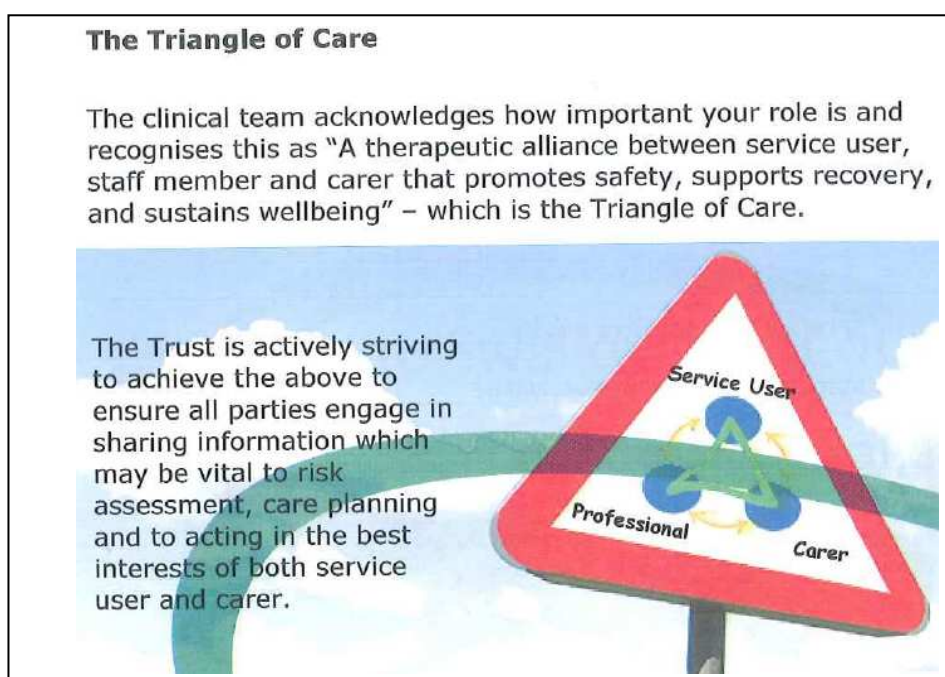 The Triangle of Care
The clinical team acknowledges how important your role is and
recognises this as “A therapeutic alliance between service user,
staff member and carer that promotes safety, supports recovery,
and sustains wellbeing” – which is the Triangle of Care.
The Trust is actively striving
to achieve the above to
ensure all parties engage in
sharing information which
may be vital to risk
assessment, care planning
and to acting in the best
interests of both service
user and carer.
Service User
Professional
Carer